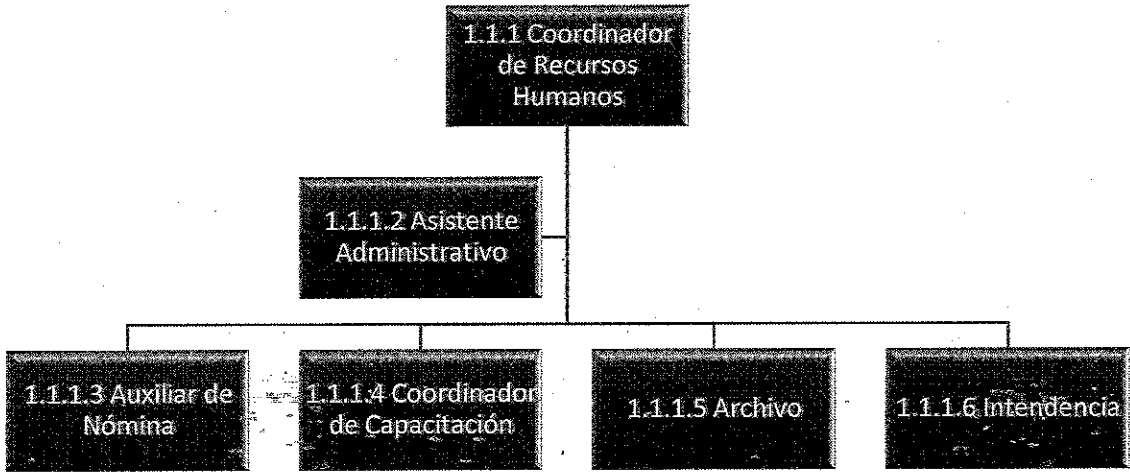 1.1.1 Coordinador
de Recursos
Humanos
1.1.1.2 Asistente
Administrativo
1.1.1.3 Auxiliar de
Nómina
1.1.1.4 Coordinador
de Capacitación
1.1.1.5 Archivo
1.1.1.6 Intendencia